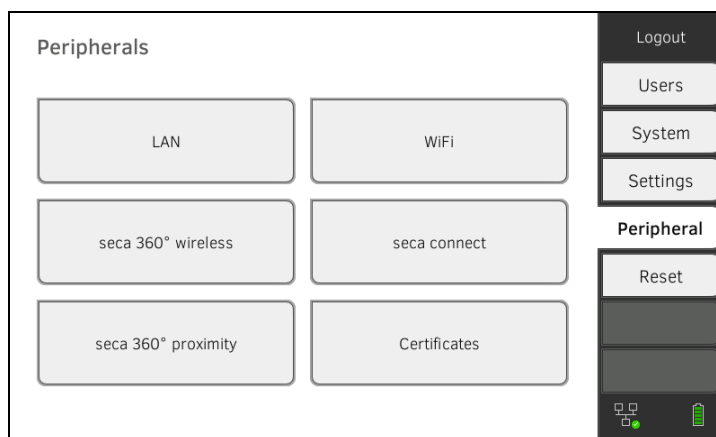 Peripherals
LAN
WiFi
seca 360° wireless
seca connect
seca 360° proximity
Certificates
Logout
Users
System
Settings
Peripheral
Reset